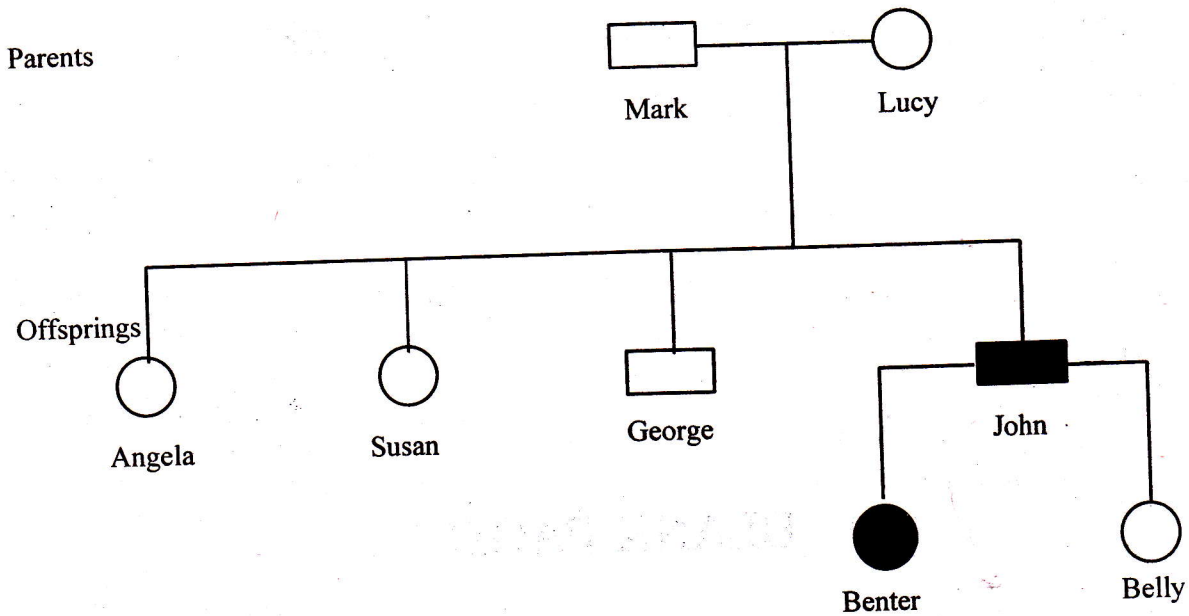 Parents
Mark
Lucy
Offsprings
Angela
Susan
George
John
Benter
Belly